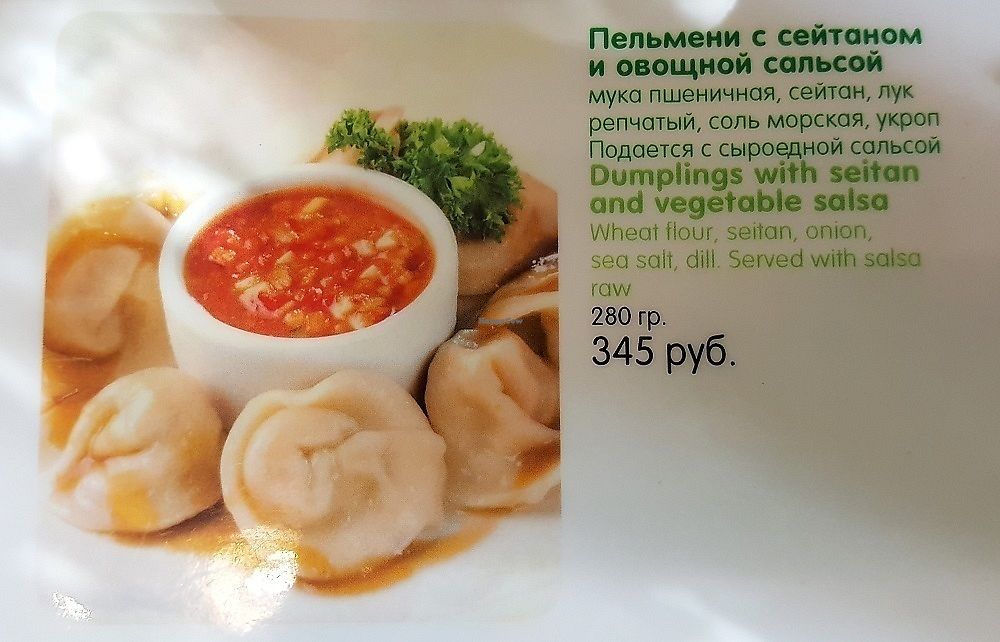 Пельмени с сейтаном
и овощной сальсой
мука пшеничная, сейтан, лук
репчатый, соль морская, укроп
Подается с сыроедной сальсой
Dumplings with seitan
and vegetable salsa
Wheat flour, seitan, onion,
sea salt, dill. Served with salsa
raw
280 гр.
345 руб.